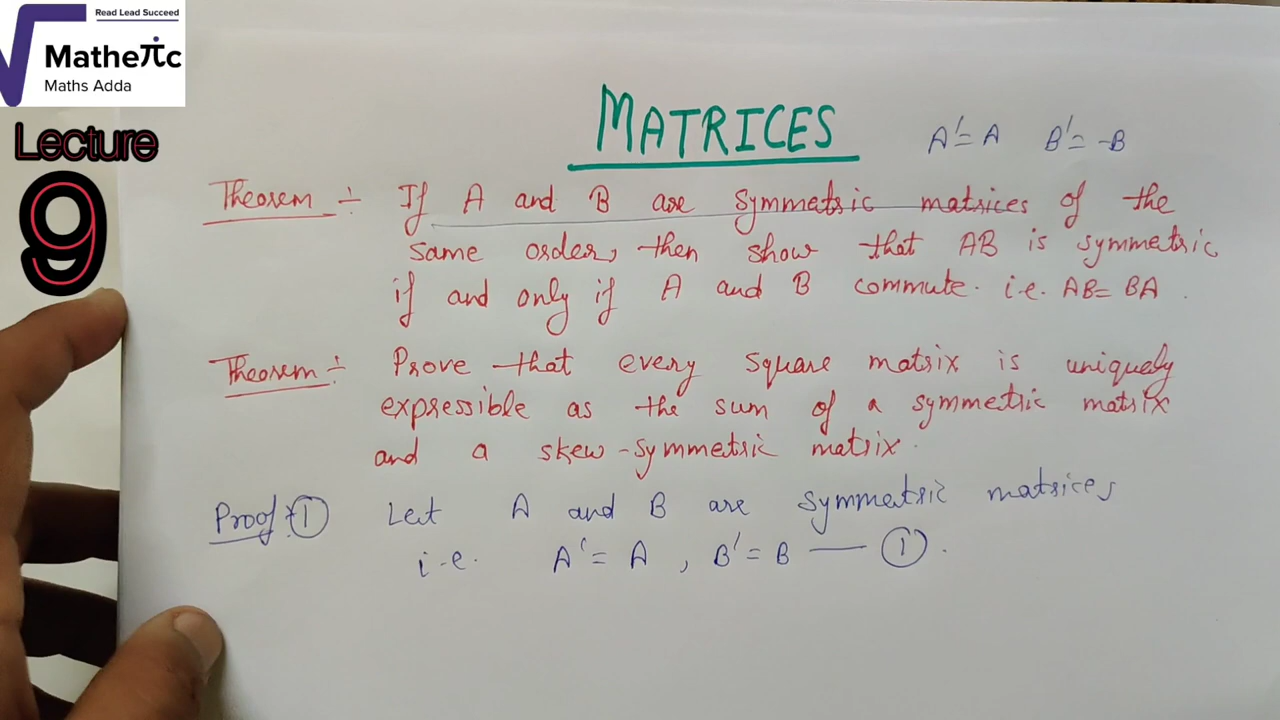 Read Lead Succeed
Matheπc
Maths Adda
Lecture
9
MATRICES
A' = A B' = -B
Theorem :- If A and B are symmetric matrices of the
same order, then show that AB is symmetric
if and only if A and B commute. i.e. AB = BA.
Theorem :- Prove that every square matrix is uniquely
expressible as the sum of a symmetric matrix
and a skew-symmetric matrix.
Proof :- ① Let A and B are symmetric matrices
i.e. A' = A , B' = B — ①.